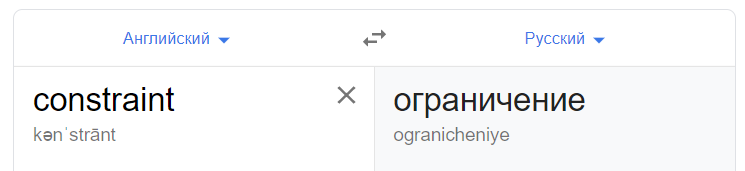 Английский Русский
constraint ограничение
kənˈstrānt ogranicheniye